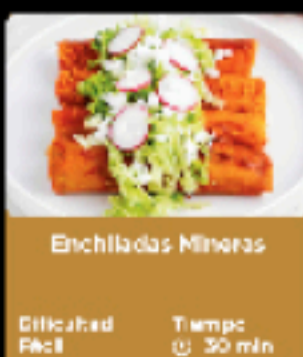 Enchiladas Mineras
Dificultad
Fácil
Tiempo
30 min